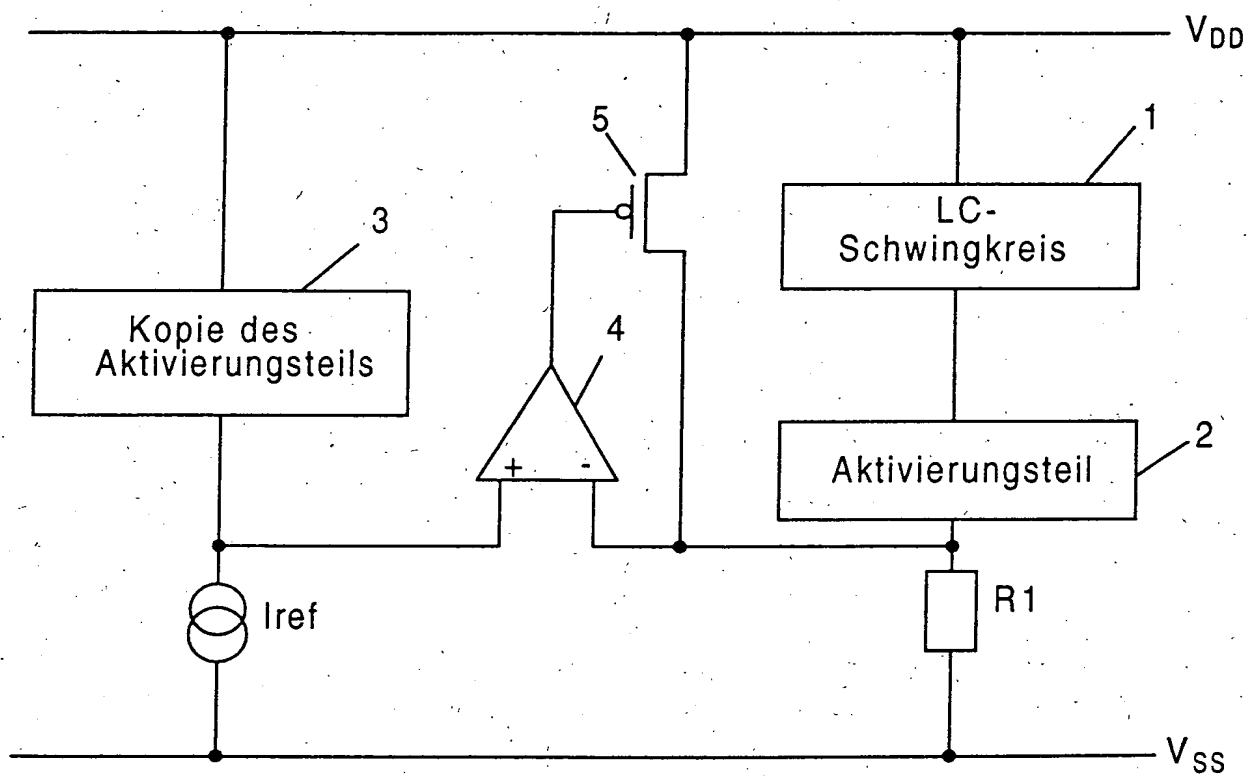 V_DD
5
1
LC-
Schwingkreis
3
Kopie des
Aktivierungsteils
4
2
Aktivierungsteil
+ -
Iref
R1
V_SS